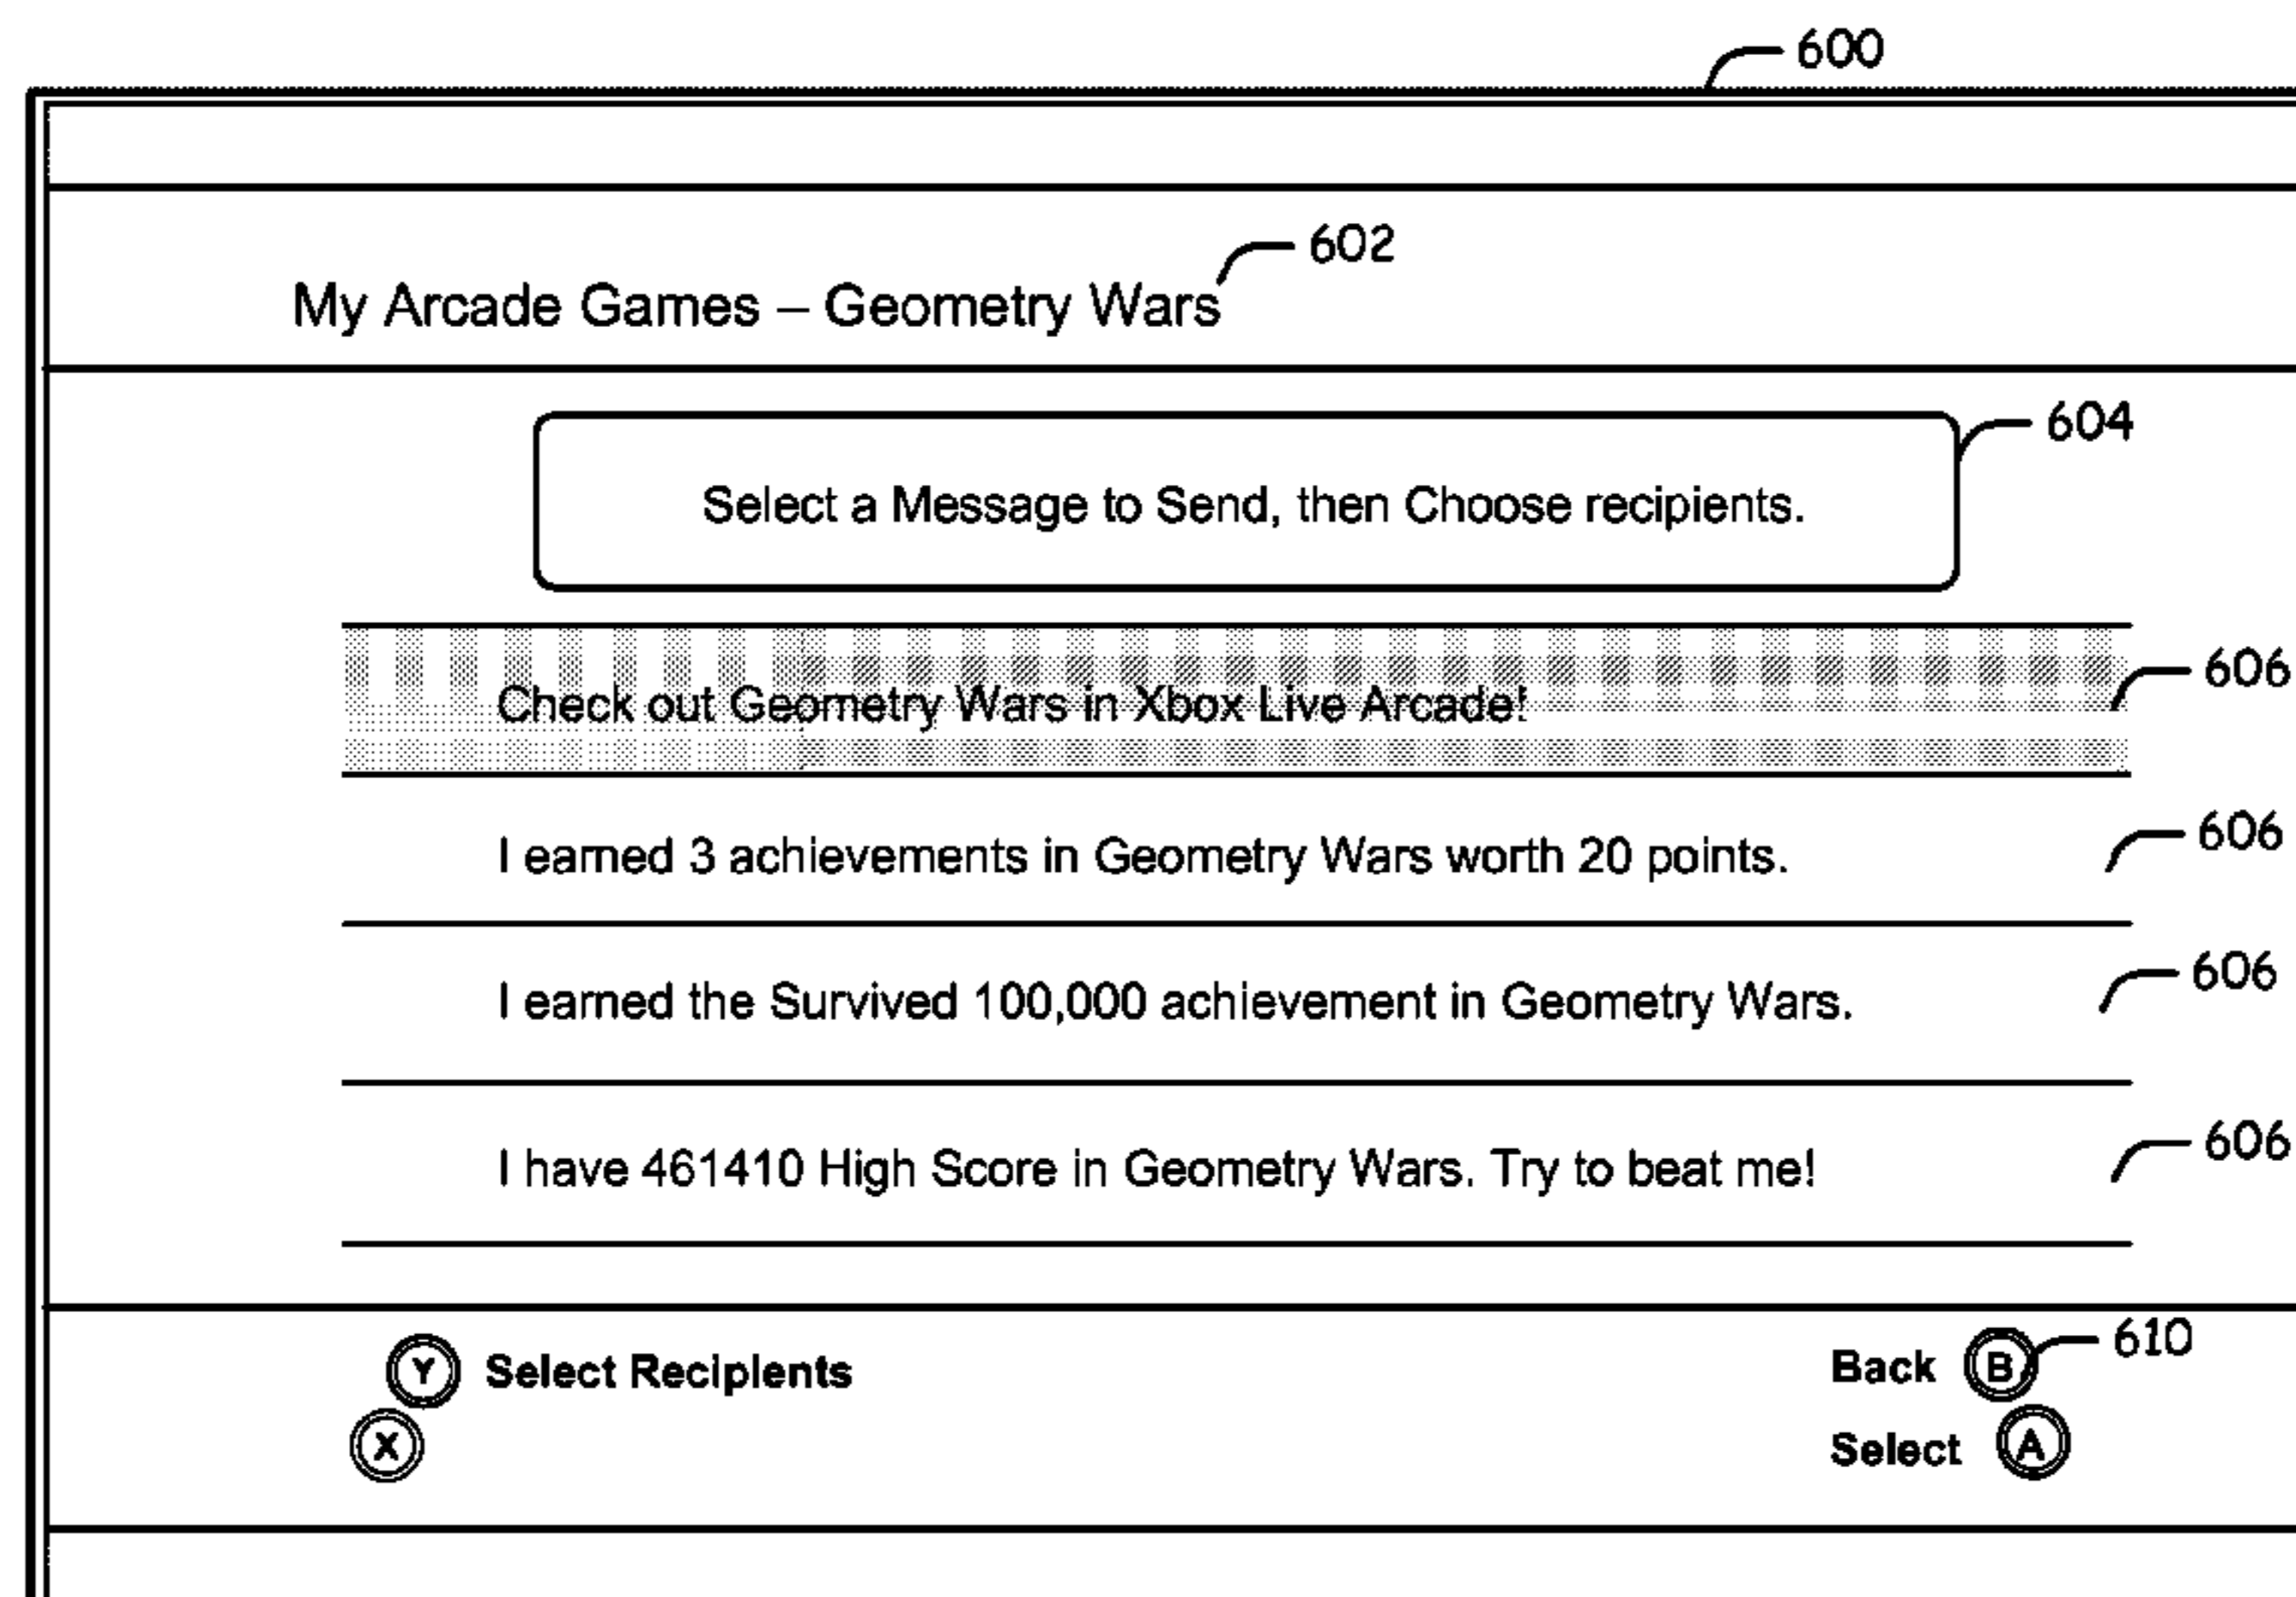 600
602
My Arcade Games – Geometry Wars
604
Select a Message to Send, then Choose recipients.
606
Check out Geometry Wars in Xbox Live Arcade!
606
I earned 3 achievements in Geometry Wars worth 20 points.
606
I earned the Survived 100,000 achievement in Geometry Wars.
606
I have 461410 High Score in Geometry Wars. Try to beat me!
610
Y Select Recipients Back B
X Select A